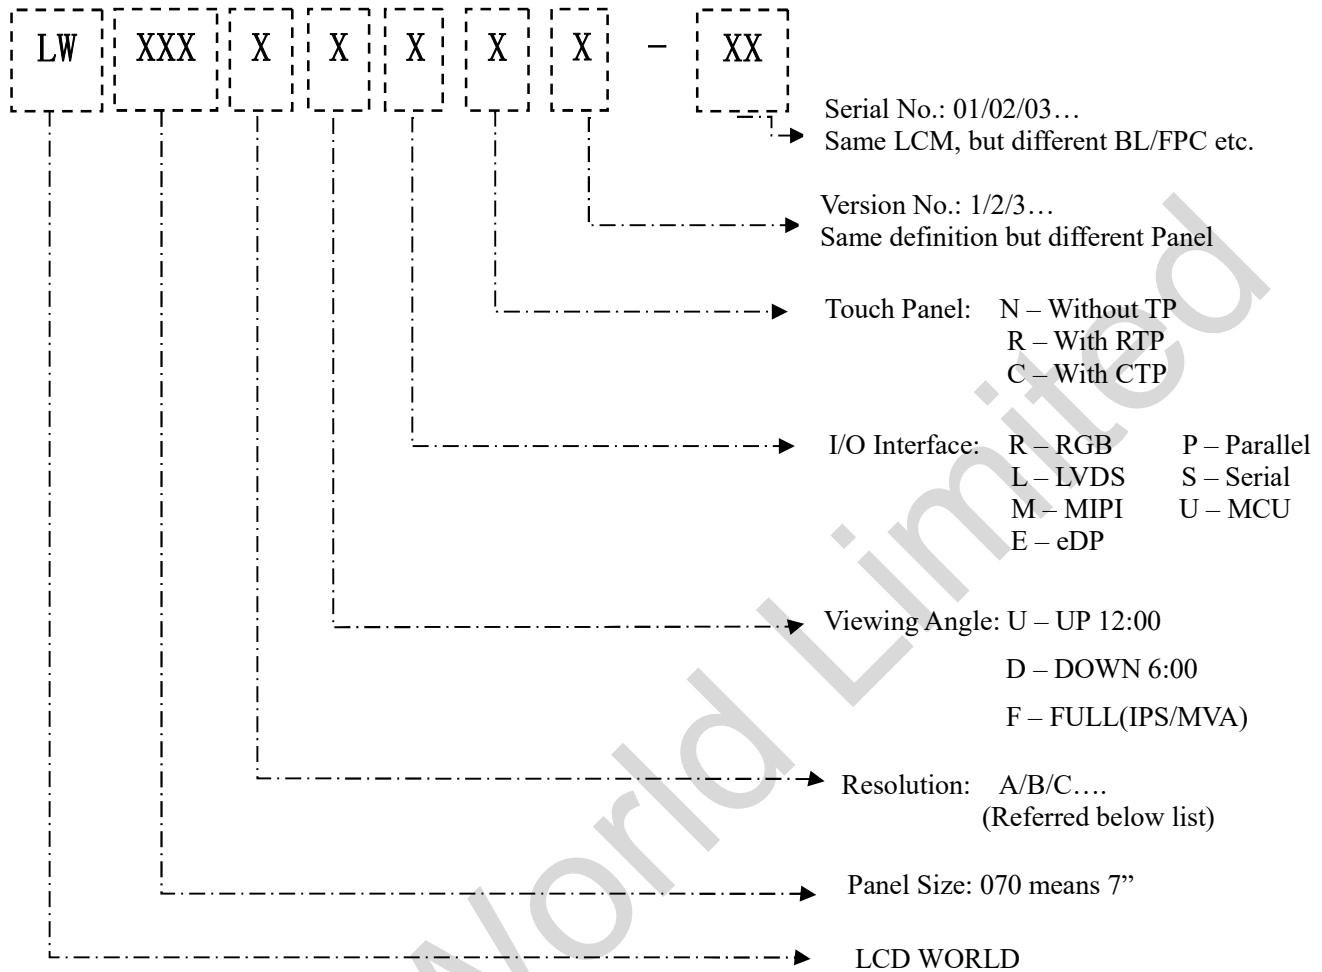 LW XXX X X X X X - XX
Serial No.: 01/02/03…
Same LCM, but different BL/FPC etc.
Version No.: 1/2/3…
Same definition but different Panel
Touch Panel: N – Without TP
R – With RTP
C – With CTP
I/O Interface: R – RGB P – Parallel
L – LVDS S – Serial
M – MIPI U – MCU
E – eDP
Viewing Angle: U – UP 12:00
D – DOWN 6:00
F – FULL(IPS/MVA)
Resolution: A/B/C….
(Referred below list)
Panel Size: 070 means 7”
LCD WORLD
World Limited